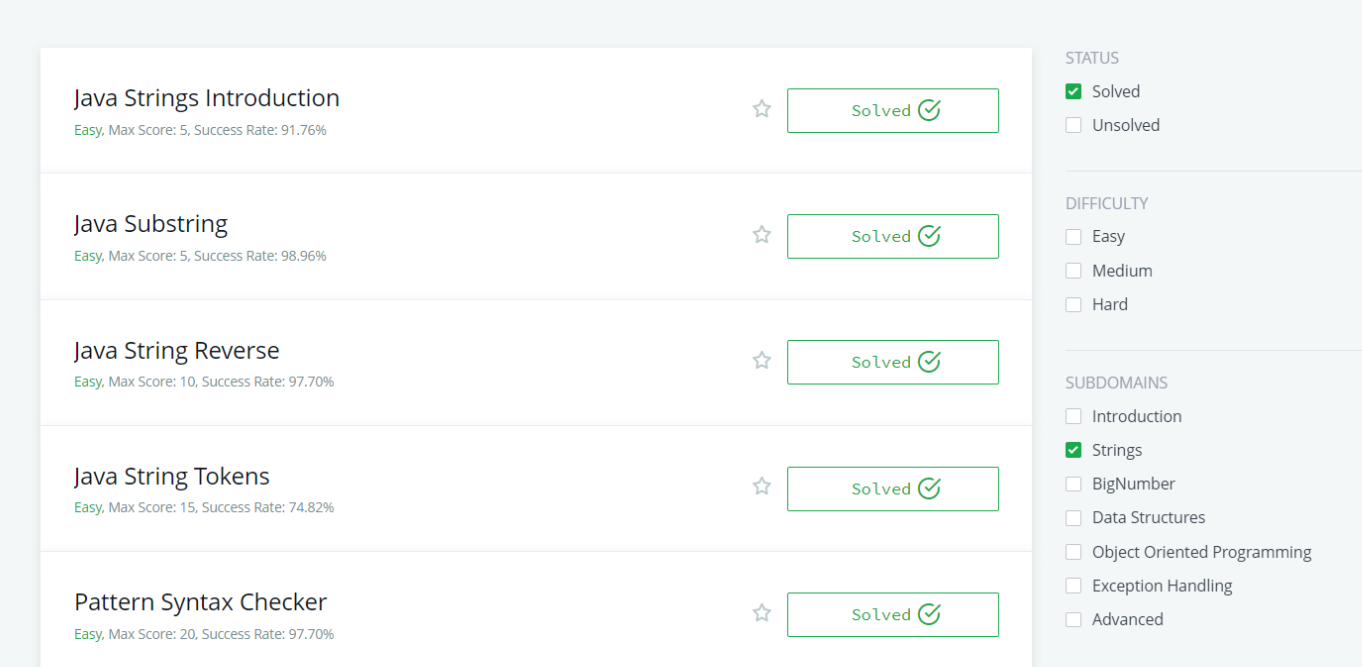 Java Strings Introduction
Easy, Max Score: 5, Success Rate: 91.76%
Solved
Java Substring
Easy, Max Score: 5, Success Rate: 98.96%
Solved
Java String Reverse
Easy, Max Score: 10, Success Rate: 97.70%
Solved
Java String Tokens
Easy, Max Score: 15, Success Rate: 74.82%
Solved
Pattern Syntax Checker
Easy, Max Score: 20, Success Rate: 97.70%
Solved
STATUS
Solved
Unsolved
DIFFICULTY
Easy
Medium
Hard
SUBDOMAINS
Introduction
Strings
BigNumber
Data Structures
Object Oriented Programming
Exception Handling
Advanced